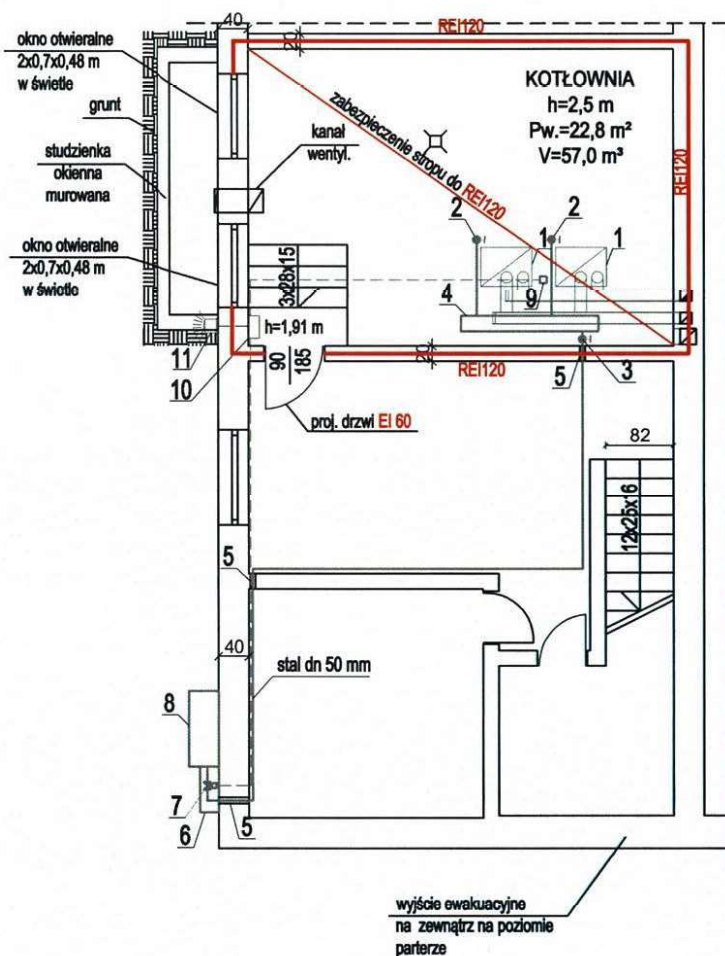 40
REI120
okno otwieralne
2x0,7x0,48 m
w świetle
20
KOTŁOWNIA
h=2,5 m
Pw.=22,8 m²
V=57,0 m³
grunt
zabezpieczenie stropu do REI120
kanał
wentyl.
REI120
studzienka
okienna
murowana
2
2
1
1
okno otwieralne
2x0,7x0,48 m
w świetle
3x28x15
9
4
h=1,91 m
11
10
90
185
20
REI120
5
3
proj. drzwi EI 60
82
12x25x16
5
40
stal dn 50 mm
8
7
6
5
wyjście ewakuacyjne
na zewnątrz na poziomie
parterze